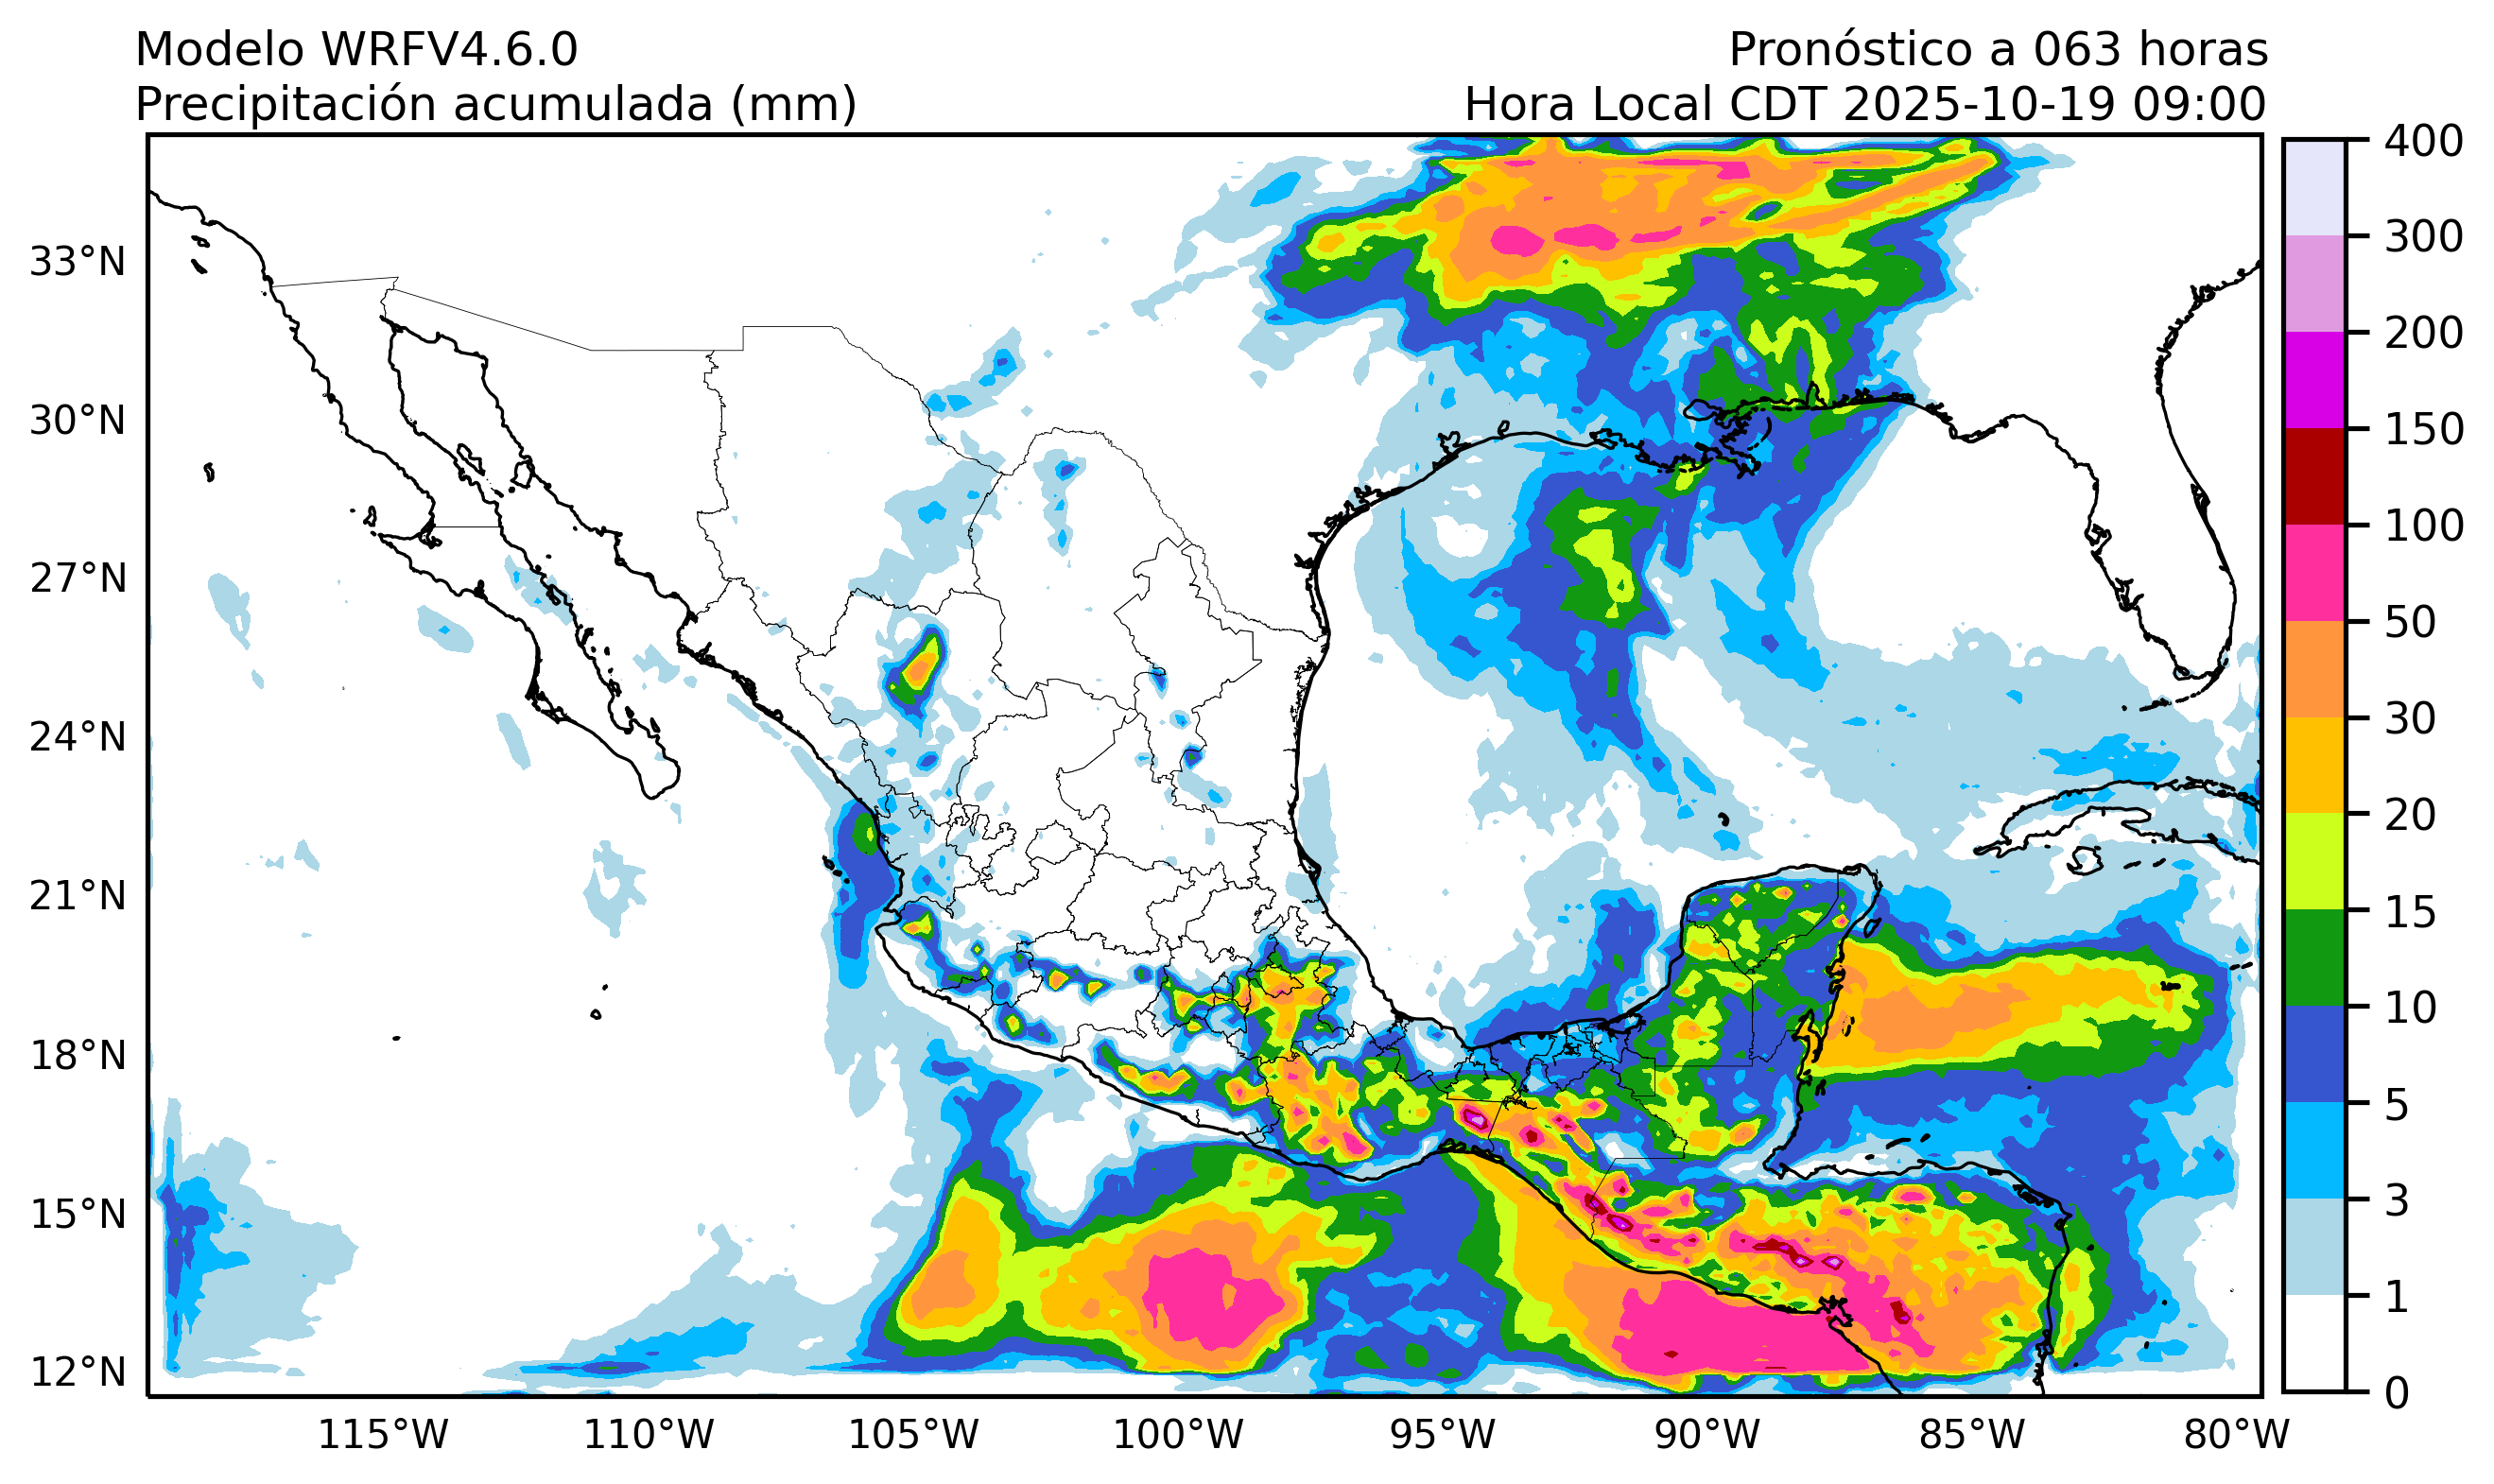 Modelo WRFV4.6.0
Pronóstico a 063 horas
Precipitación acumulada (mm)
Hora Local CDT 2025-10-19 09:00
33°N
30°N
27°N
24°N
21°N
18°N
15°N
12°N
115°W
110°W
105°W
100°W
95°W
90°W
85°W
80°W
400
300
200
150
100
50
30
20
15
10
5
3
1
0